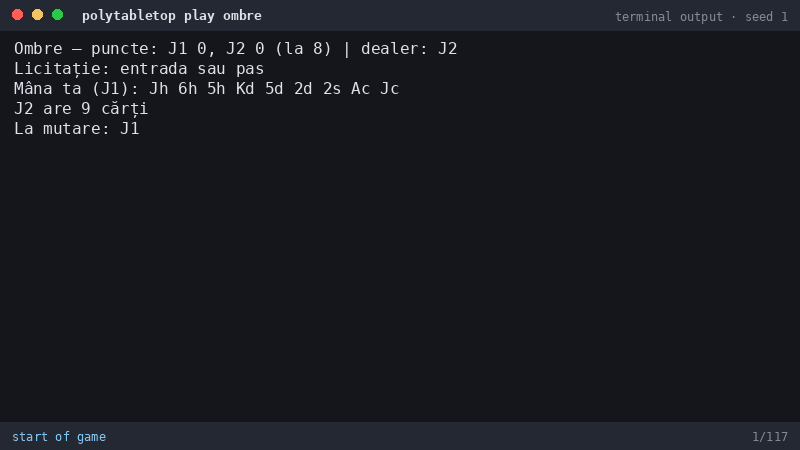 polytabletop play ombre
terminal output · seed 1
Ombre — puncte: J1 0, J2 0 (la 8) | dealer: J2
Licitație: entrada sau pas
Mâna ta (J1): Jh 6h 5h Kd 5d 2d 2s Ac Jc
J2 are 9 cărți
La mutare: J1
start of game
1/117